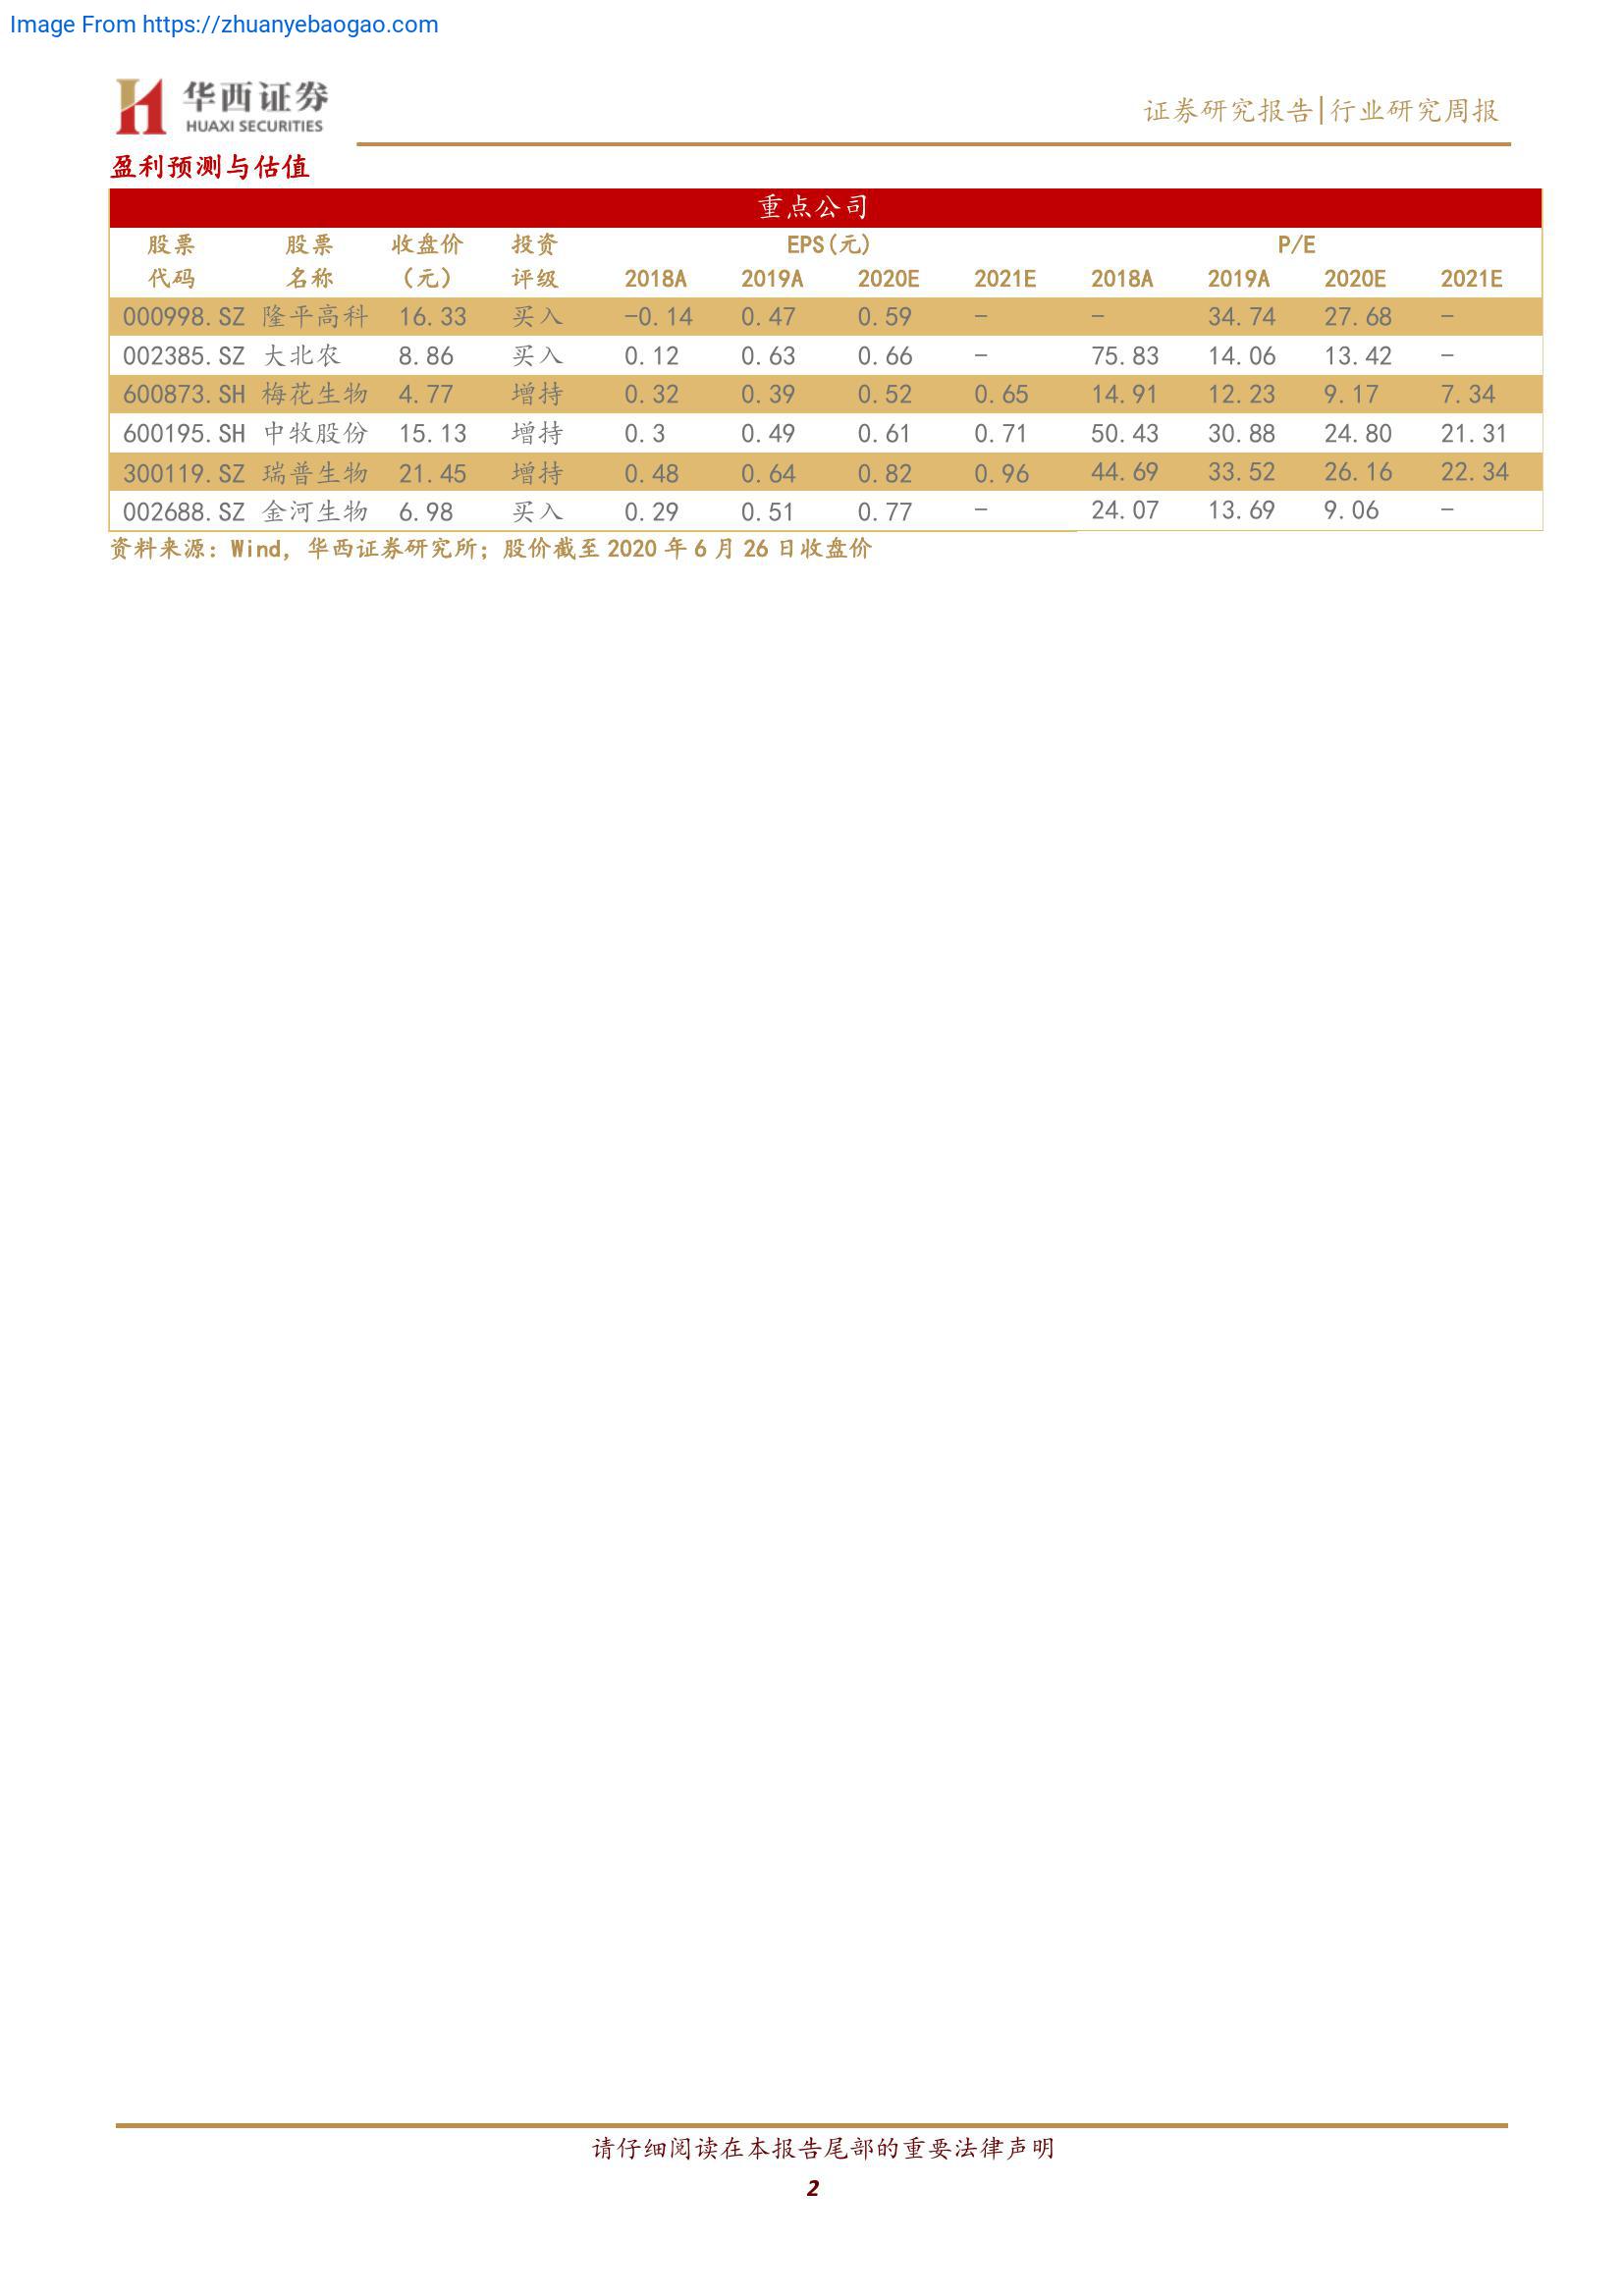 Image From https://zhuanyebaogao.com
华西证券
HUAXI SECURITIES
证券研究报告|行业研究周报
盈利预测与估值
重点公司
股票 股票 收盘价 投资 EPS(元) P/E
代码 名称 （元） 评级 2018A 2019A 2020E 2021E 2018A 2019A 2020E 2021E
000998.SZ 隆平高科 16.33 买入 -0.14 0.47 0.59 - - 34.74 27.68 -
002385.SZ 大北农 8.86 买入 0.12 0.63 0.66 - 75.83 14.06 13.42 -
600873.SH 梅花生物 4.77 增持 0.32 0.39 0.52 0.65 14.91 12.23 9.17 7.34
600195.SH 中牧股份 15.13 增持 0.3 0.49 0.61 0.71 50.43 30.88 24.80 21.31
300119.SZ 瑞普生物 21.45 增持 0.48 0.64 0.82 0.96 44.69 33.52 26.16 22.34
002688.SZ 金河生物 6.98 买入 0.29 0.51 0.77 - 24.07 13.69 9.06 -
资料来源：Wind，华西证券研究所；股价截至 2020 年 6 月 26 日收盘价
请仔细阅读在本报告尾部的重要法律声明
2